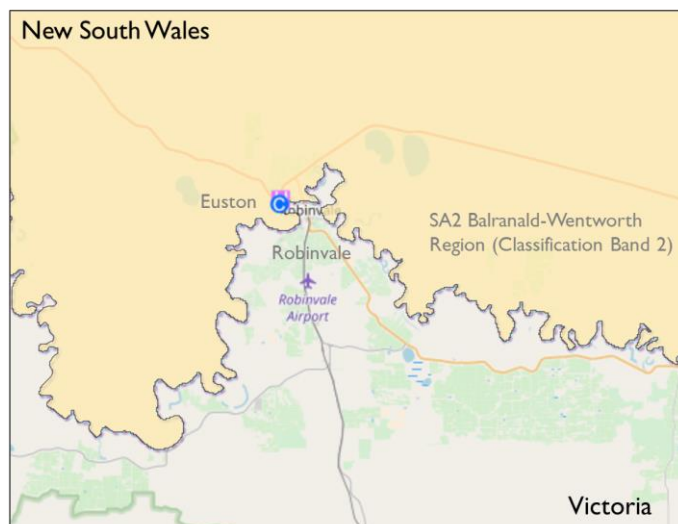 New South Wales
Euston
C
SA2 Balranald-Wentworth
Region (Classification Band 2)
Robinvale
Robinvale
Airport
Victoria